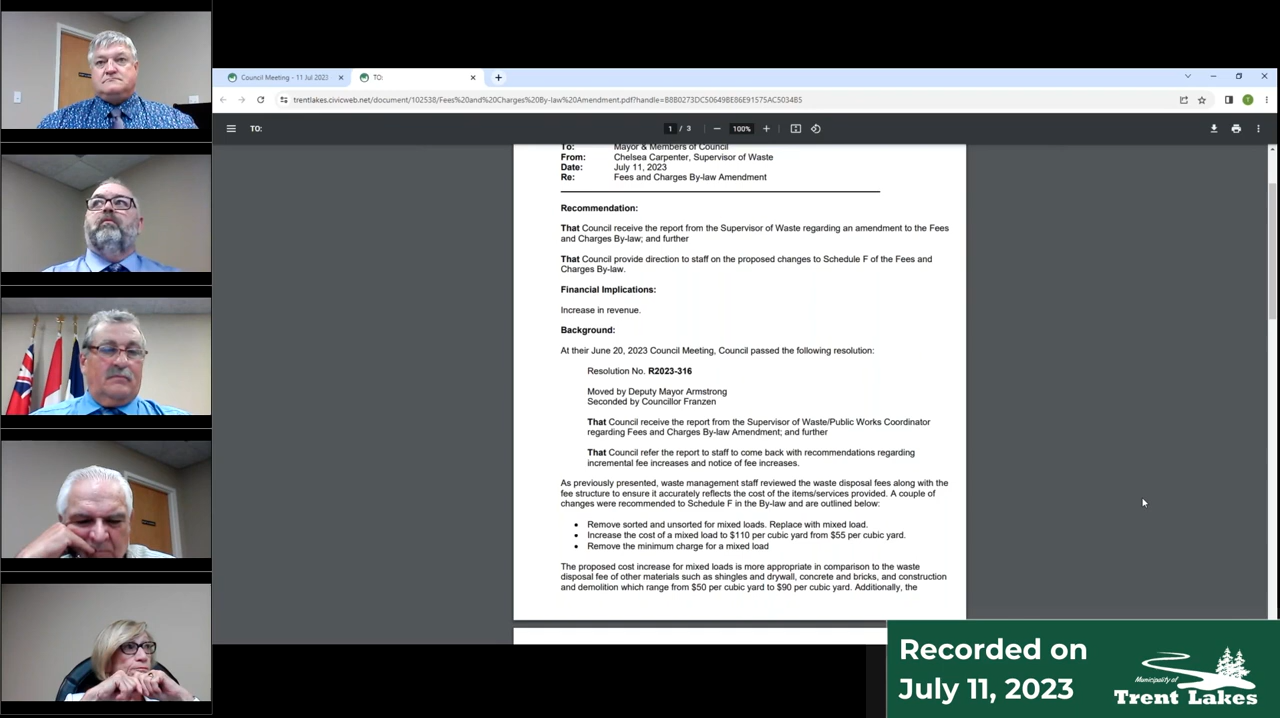 Council Meeting - 11 Jul 2023
TO:
trentlakes.civicweb.net/document/102538/Fees%20and%20Charges%20By-law%20Amendment.pdf?handle=B8B0273DC50649BE86E91575AC5034B5
T
TO:
1 / 3
100%
To: Mayor & Members of Council
From: Chelsea Carpenter, Supervisor of Waste
Date: July 11, 2023
Re: Fees and Charges By-law Amendment
Recommendation:
That Council receive the report from the Supervisor of Waste regarding an amendment to the Fees
and Charges By-law; and further
That Council provide direction to staff on the proposed changes to Schedule F of the Fees and
Charges By-law.
Financial Implications:
Increase in revenue.
Background:
At their June 20, 2023 Council Meeting, Council passed the following resolution:
Resolution No. R2023-316
Moved by Deputy Mayor Armstrong
Seconded by Councillor Franzen
That Council receive the report from the Supervisor of Waste/Public Works Coordinator
regarding Fees and Charges By-law Amendment; and further
That Council refer the report to staff to come back with recommendations regarding
incremental fee increases and notice of fee increases.
As previously presented, waste management staff reviewed the waste disposal fees along with the
fee structure to ensure it accurately reflects the cost of the items/services provided. A couple of
changes were recommended to Schedule F in the By-law and are outlined below:
• Remove sorted and unsorted for mixed loads. Replace with mixed load.
• Increase the cost of a mixed load to $110 per cubic yard from $55 per cubic yard.
• Remove the minimum charge for a mixed load
The proposed cost increase for mixed loads is more appropriate in comparison to the waste
disposal fee of other materials such as shingles and drywall, concrete and bricks, and construction
and demolition which range from $50 per cubic yard to $90 per cubic yard. Additionally, the
Recorded on
July 11, 2023
Municipality of
Trent Lakes